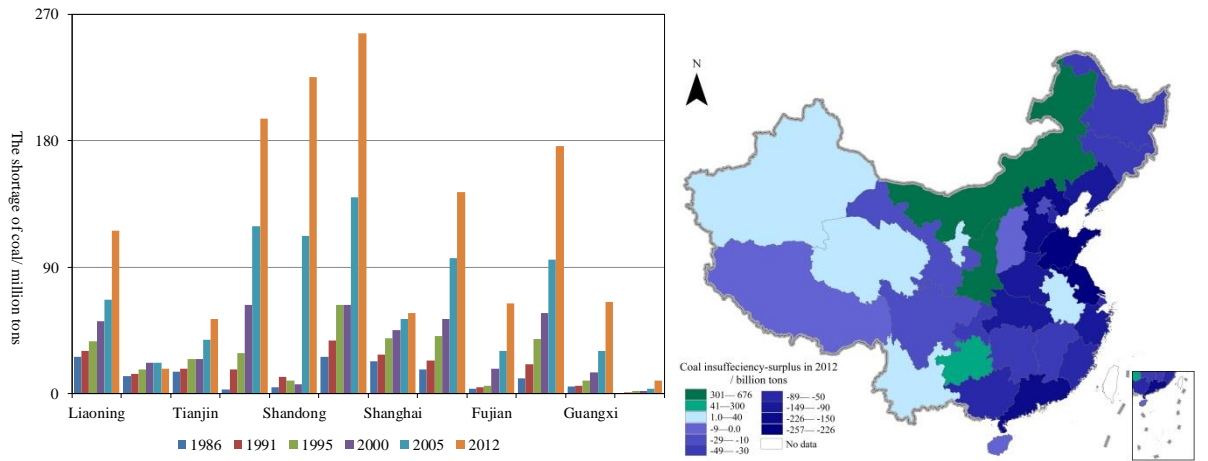 270
180
90
0
The shortage of coal/ million tons
Liaoning Tianjin Shandong Shanghai Fujian Guangxi
1986 1991 1995 2000 2005 2012
N
Coal insuffeciency-surplus in 2012
/ billion tons
301— 676
41—300
1.0—40
-9—0.0
-29— -10
-49— -30
-89— -50
-149— -90
-226— -150
-257— -226
No data